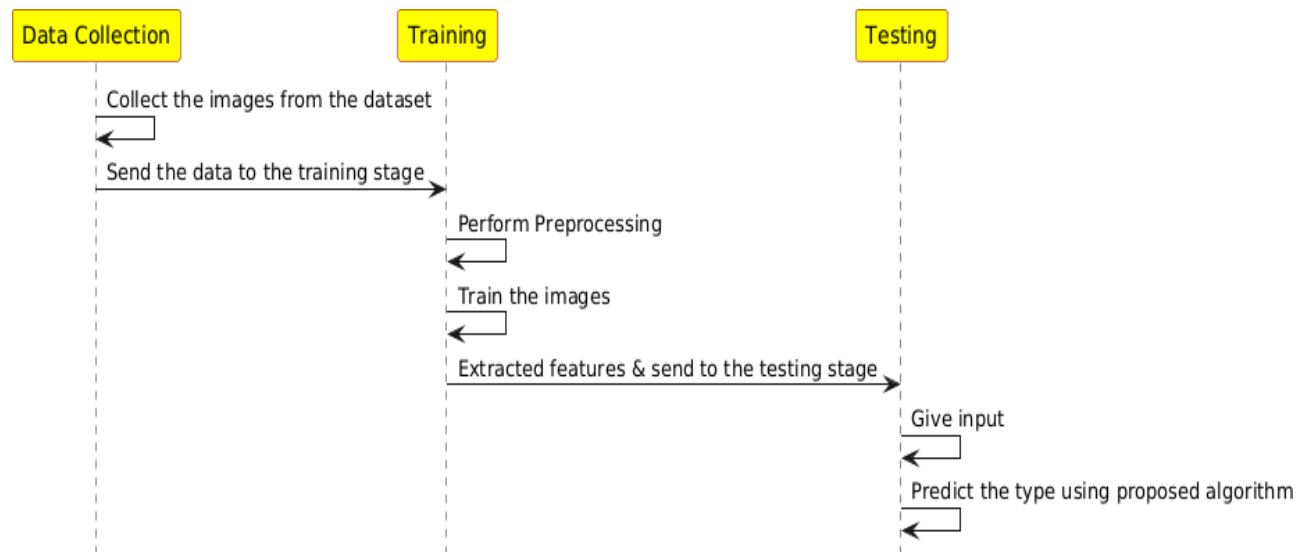 Data Collection
Training
Testing
Collect the images from the dataset
Send the data to the training stage
Perform Preprocessing
Train the images
Extracted features & send to the testing stage
Give input
Predict the type using proposed algorithm